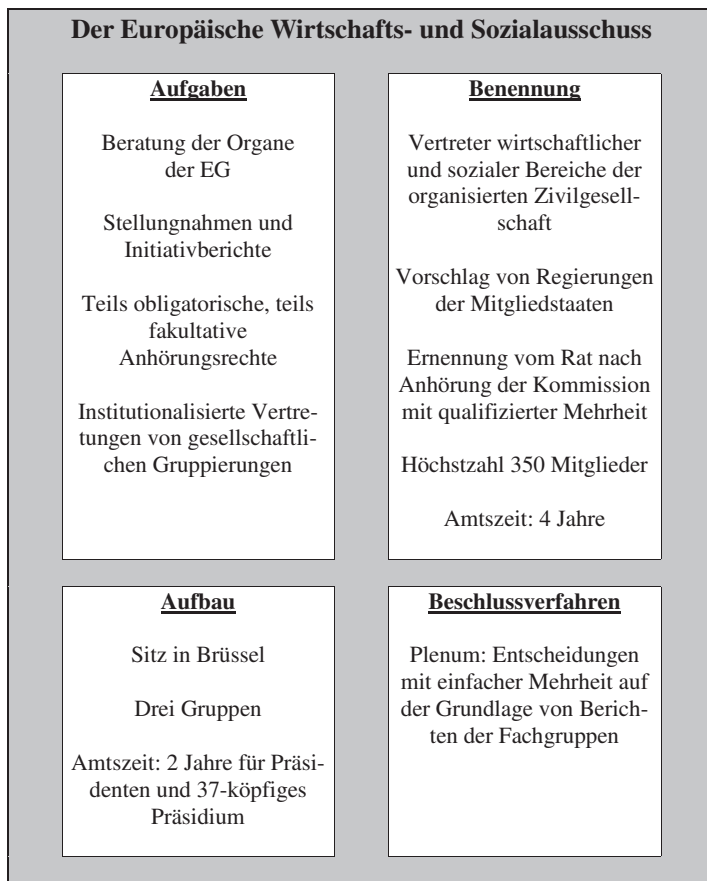 Der Europäische Wirtschafts- und Sozialausschuss
Aufgaben
Beratung der Organe
der EG
Stellungnahmen und
Initiativberichte
Teils obligatorische, teils
fakultative
Anhörungsrechte
Institutionalisierte Vertre-
tungen von gesellschaftli-
chen Gruppierungen
Benennung
Vertreter wirtschaftlicher
und sozialer Bereiche der
organisierten Zivilgesell-
schaft
Vorschlag von Regierungen
der Mitgliedstaaten
Ernennung vom Rat nach
Anhörung der Kommission
mit qualifizierter Mehrheit
Höchstzahl 350 Mitglieder
Amtszeit: 4 Jahre
Aufbau
Sitz in Brüssel
Drei Gruppen
Amtszeit: 2 Jahre für Präsi-
denten und 37-köpfiges
Präsidium
Beschlussverfahren
Plenum: Entscheidungen
mit einfacher Mehrheit auf
der Grundlage von Berich-
ten der Fachgruppen